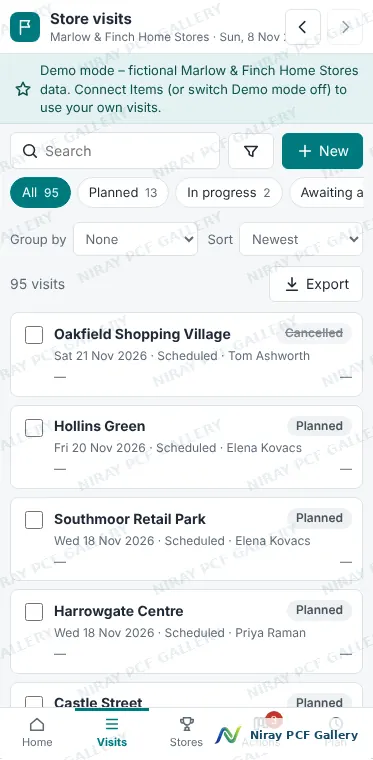 Store visits
Marlow & Finch Home Stores · Sun, 8 Nov
Demo mode – fictional Marlow & Finch Home Stores
data. Connect Items (or switch Demo mode off) to
use your own visits.
Search
New
All 95
Planned 13
In progress 2
Awaiting a
Group by
None
Sort
Newest
95 visits
Export
Oakfield Shopping Village
Cancelled
Sat 21 Nov 2026 · Scheduled · Tom Ashworth
— —
Hollins Green
Planned
Fri 20 Nov 2026 · Scheduled · Elena Kovacs
— —
Southmoor Retail Park
Planned
Wed 18 Nov 2026 · Scheduled · Elena Kovacs
— —
Harrowgate Centre
Planned
Wed 18 Nov 2026 · Scheduled · Priya Raman
— —
Castle Street
Planned
Home
Visits
Stores
Actions
Plan
Niray PCF Gallery
NIRAY PCF GALLERY